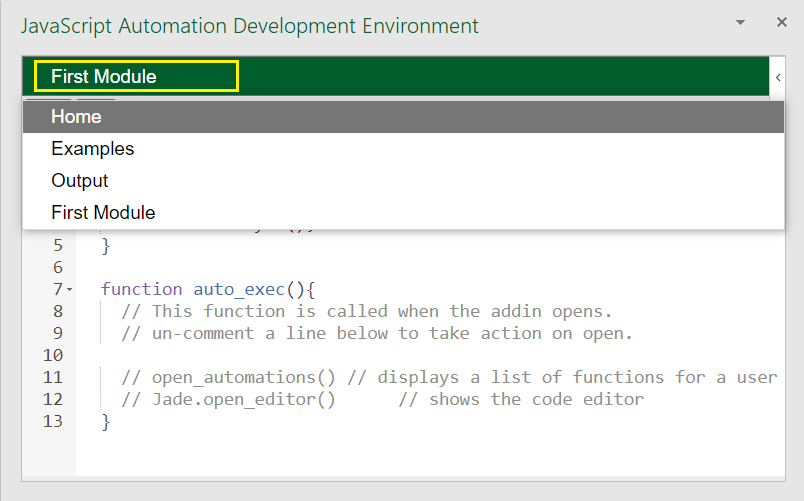 JavaScript Automation Development Environment
First Module
Home
Examples
Output
First Module
5 }
6
7 function auto_exec(){
8 // This function is called when the addin opens.
9 // un-comment a line below to take action on open.
10
11 // open_automations() // displays a list of functions for a user
12 // Jade.open_editor() // shows the code editor
13 }